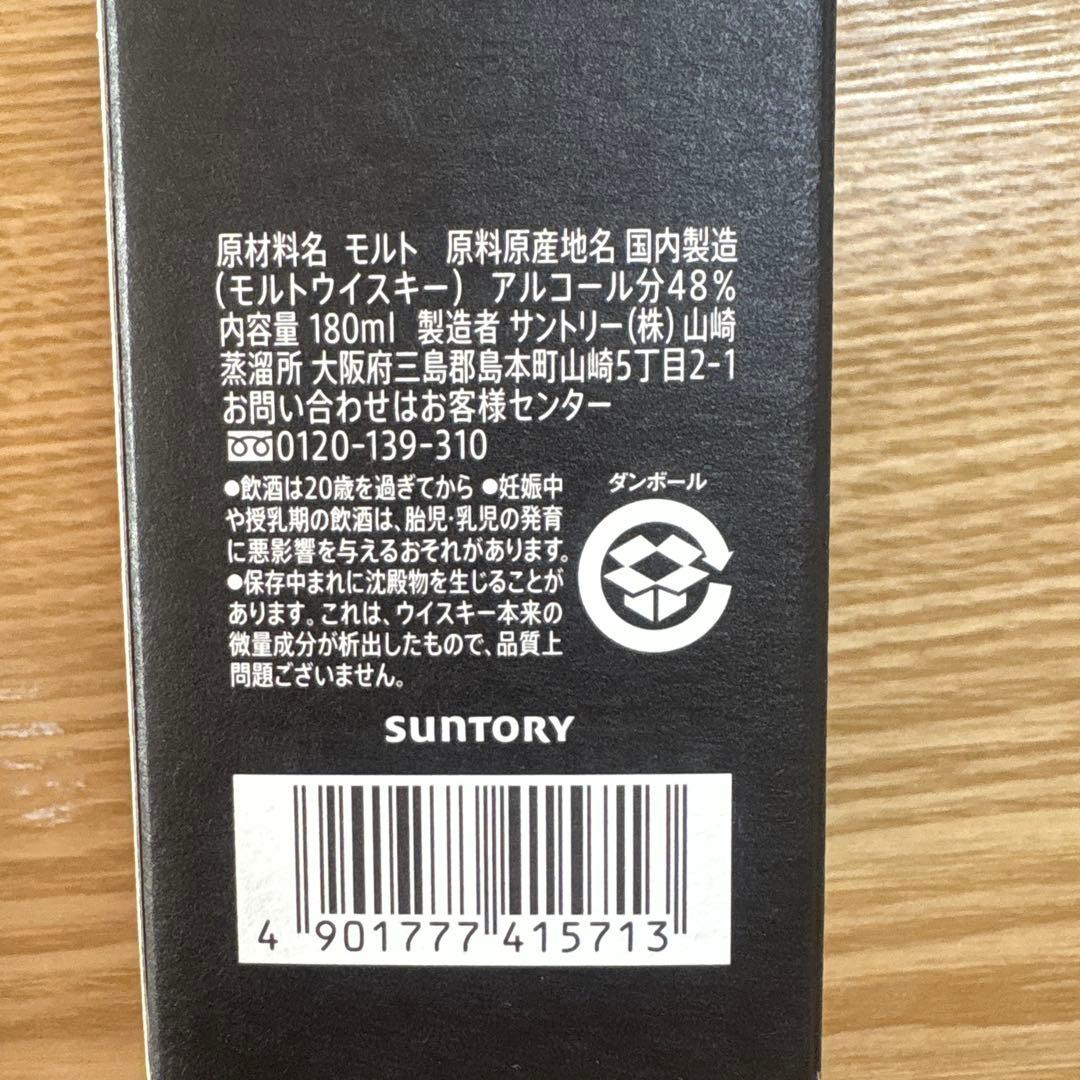 原材料名 モルト 原料原産地名 国内製造
(モルトウイスキー) アルコール分48%
内容量 180ml 製造者 サントリー(株) 山崎
蒸溜所 大阪府三島郡島本町山崎5丁目2-1
お問い合わせはお客様センター
0120-139-310
●飲酒は20歳を過ぎてから ●妊娠中
や授乳期の飲酒は、胎児・乳児の発育
に悪影響を与えるおそれがあります。
●保存中まれに沈殿物を生じることが
あります。これは、ウイスキー本来の
微量成分が析出したもので、品質上
問題ございません。
ダンボール
SUNTORY
4 901777 415713